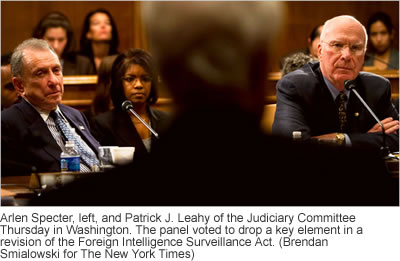 Arlen Specter, left, and Patrick J. Leahy of the Judiciary Committee
Thursday in Washington. The panel voted to drop a key element in a
revision of the Foreign Intelligence Surveillance Act. (Brendan
Smialowski for The New York Times)